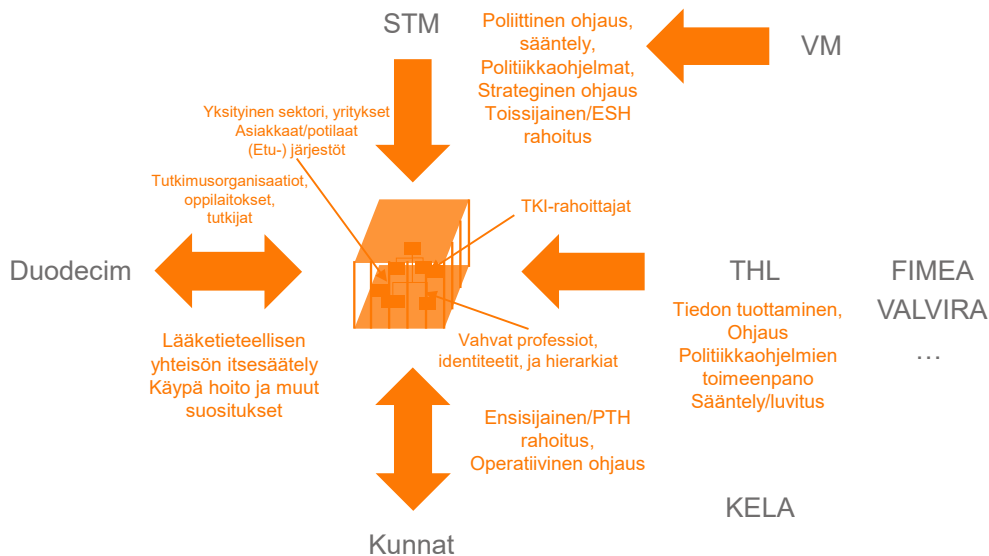 STM
Poliittinen ohjaus,
sääntely,
Politiikkaohjelmat,
Strateginen ohjaus
Toissijainen/ESH
rahoitus
VM
Yksityinen sektori, yritykset
Asiakkaat/potilaat
(Etu-) järjestöt
Tutkimusorganisaatiot,
oppilaitokset,
tutkijat
TKI-rahoittajat
Duodecim
THL
FIMEA
VALVIRA
…
Tiedon tuottaminen,
Ohjaus
Politiikkaohjelmien
toimeenpano
Sääntely/luvitus
Lääketieteellisen
yhteisön itsesäätely
Käypä hoito ja muut
suositukset
Vahvat professiot,
identiteetit, ja hierarkiat
Ensisijainen/PTH
rahoitus,
Operatiivinen ohjaus
KELA
Kunnat